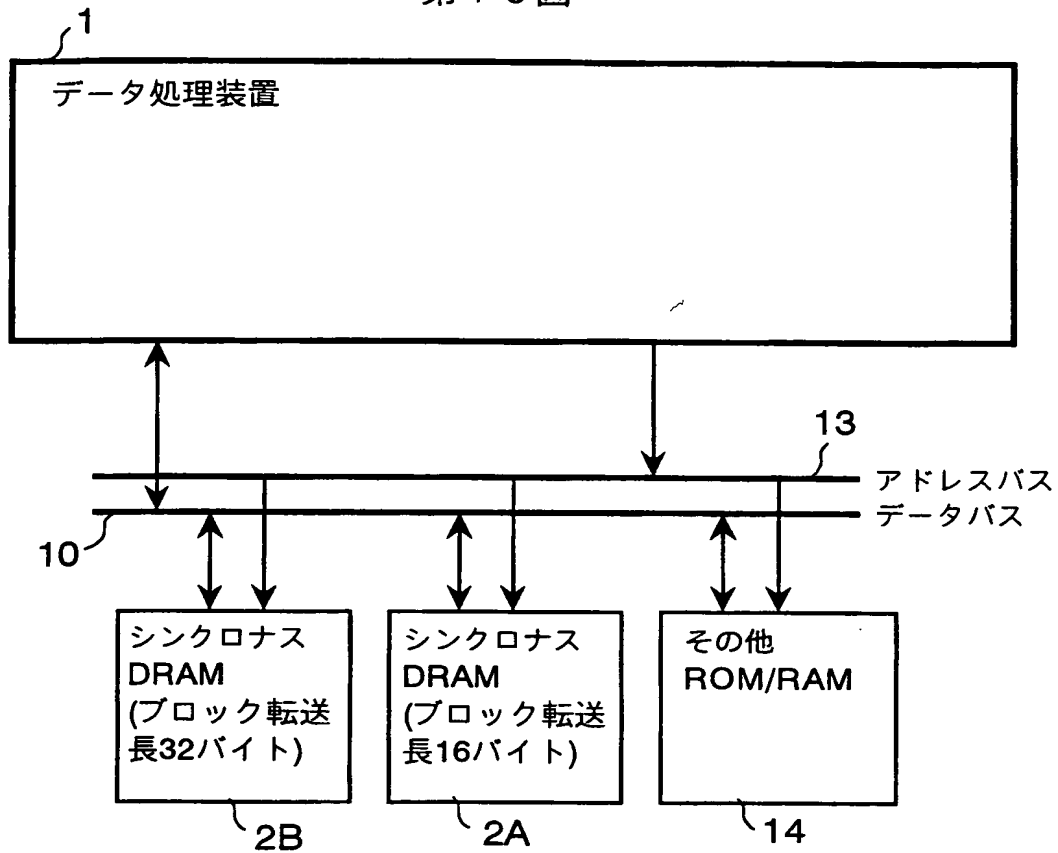 1
データ処理装置
13
アドレスバス
データバス
10
シンクロナス
DRAM
(ブロック転送
長32バイト)
シンクロナス
DRAM
(ブロック転送
長16バイト)
その他
ROM/RAM
2B
2A
14